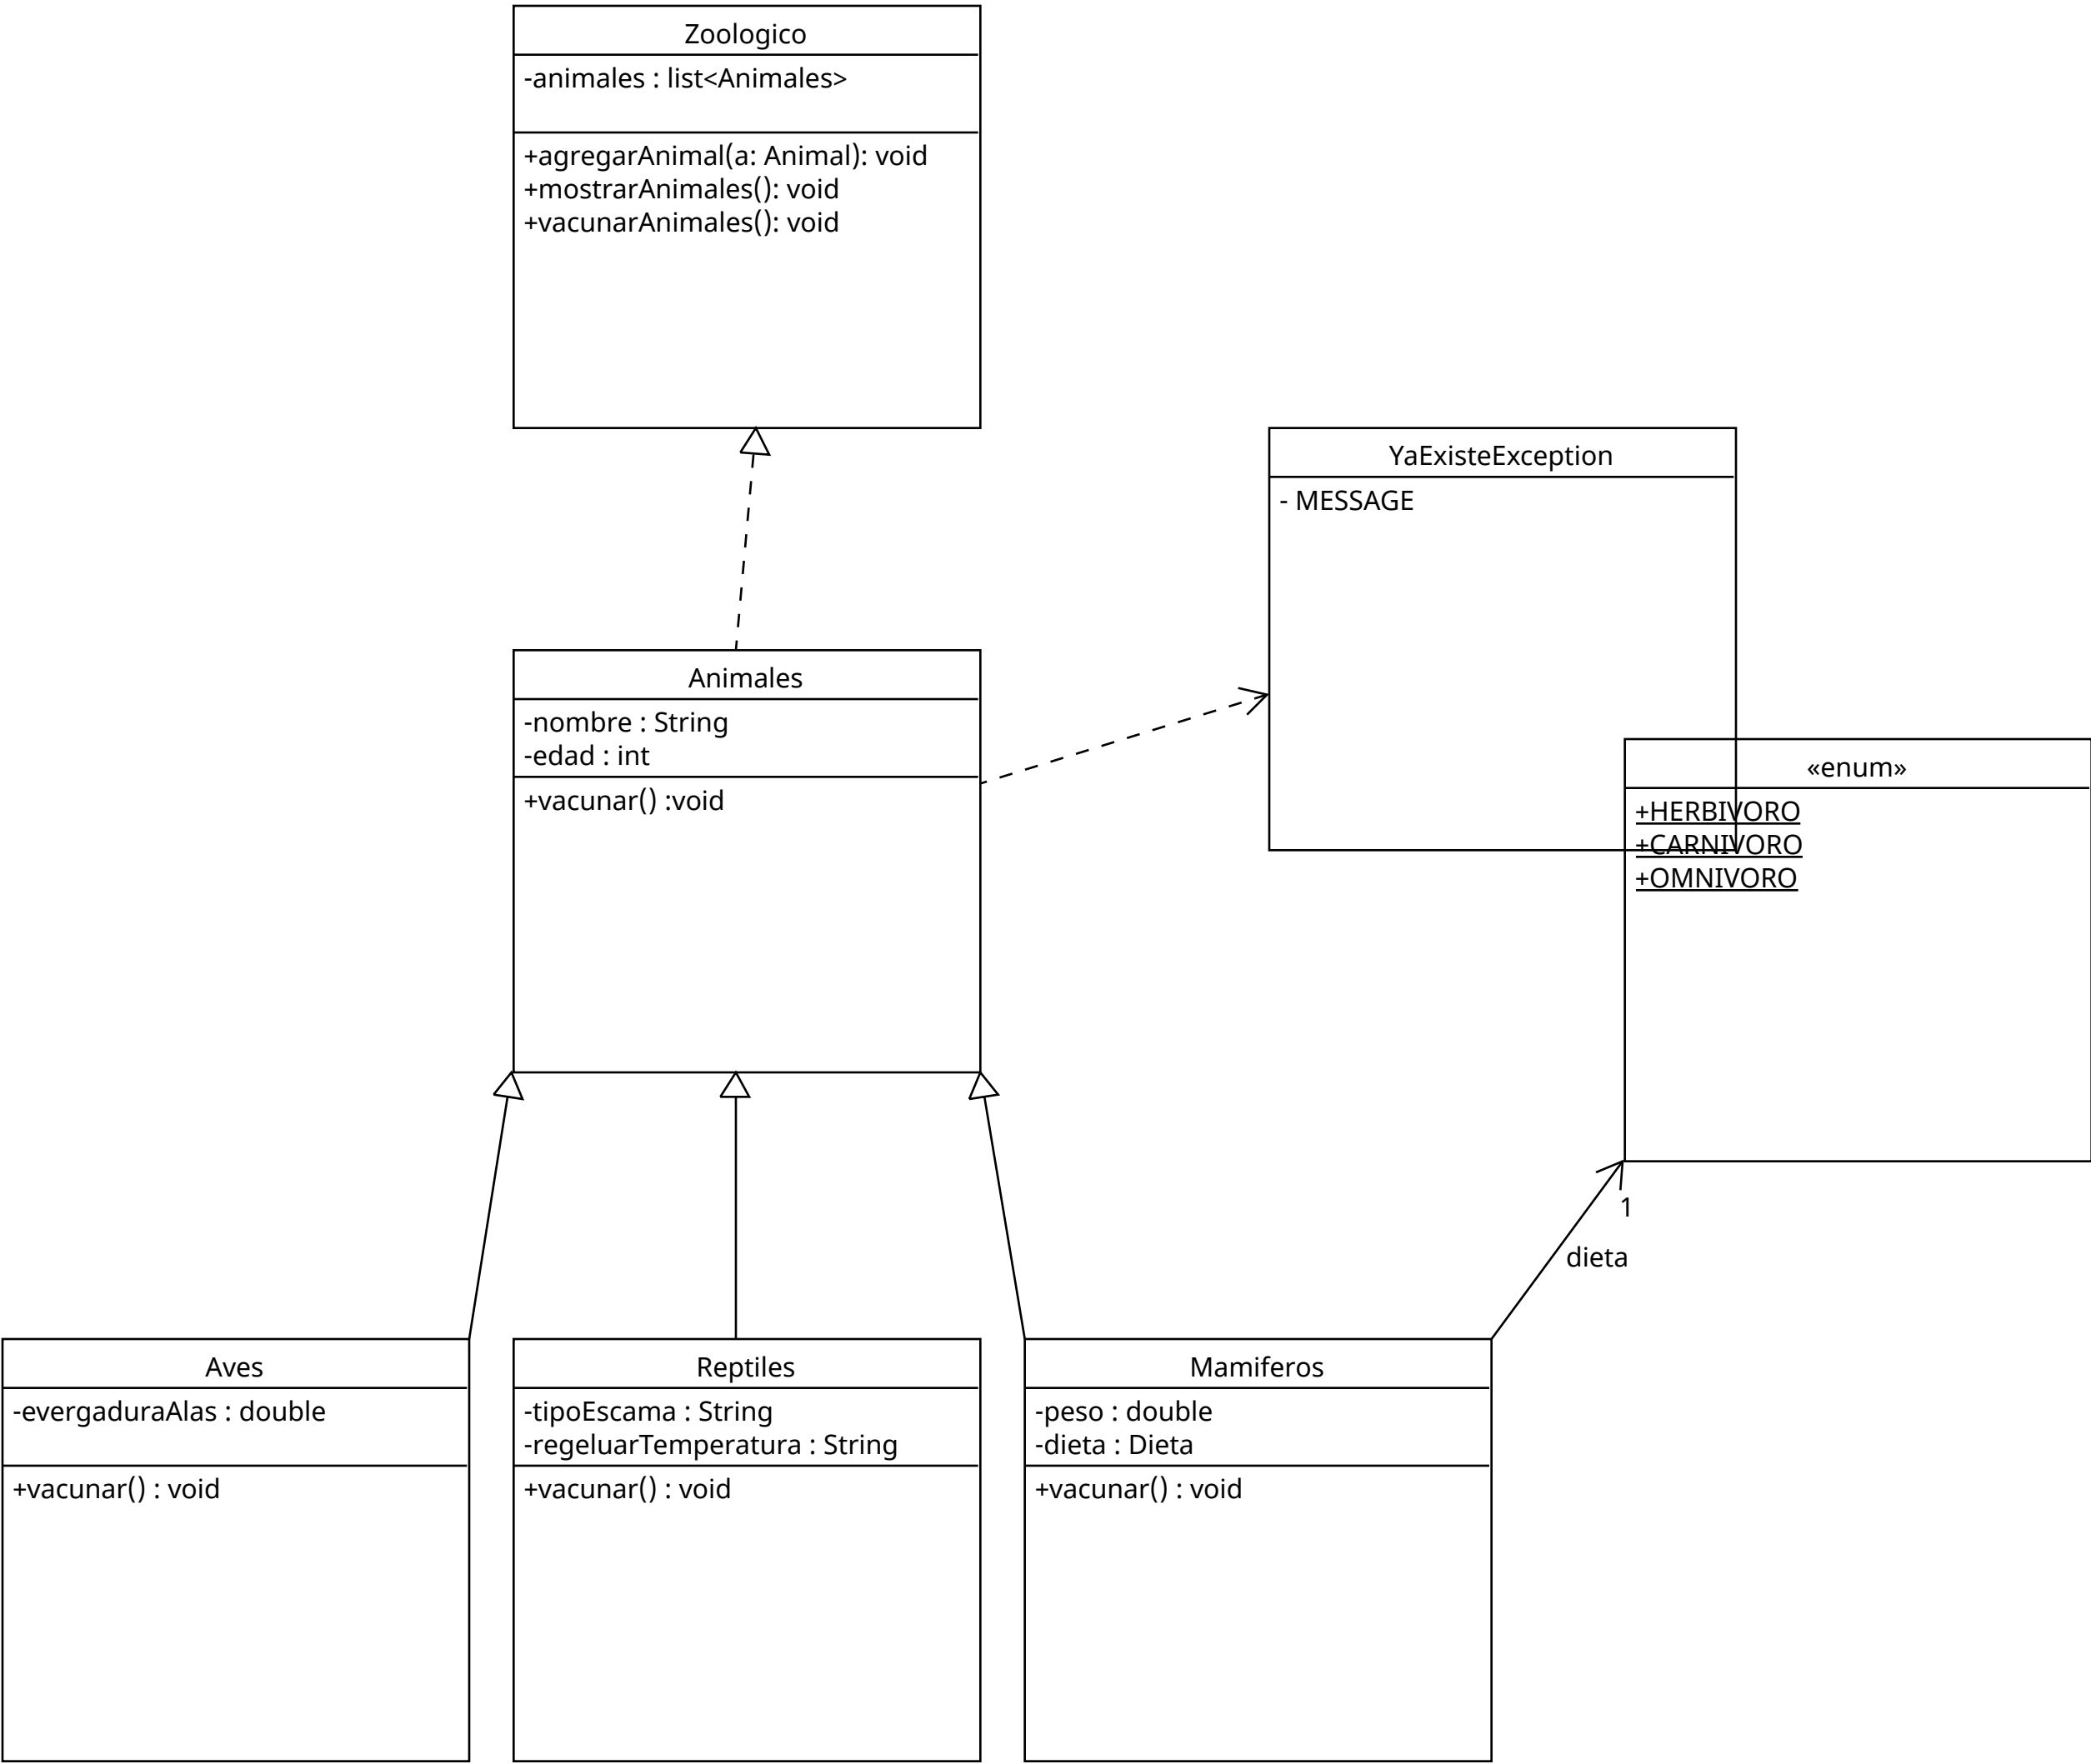 Zoologico
-animales : list<Animales>
+agregarAnimal(a: Animal): void
+mostrarAnimales(): void
+vacunarAnimales(): void
YaExisteException
- MESSAGE
Animales
-nombre : String
-edad : int
+vacunar() :void
«enum»
+HERBIVORO
+CARNIVORO
+OMNIVORO
1
dieta
Aves
-evergaduraAlas : double
+vacunar() : void
Reptiles
-tipoEscama : String
-regeluarTemperatura : String
+vacunar() : void
Mamiferos
-peso : double
-dieta : Dieta
+vacunar() : void